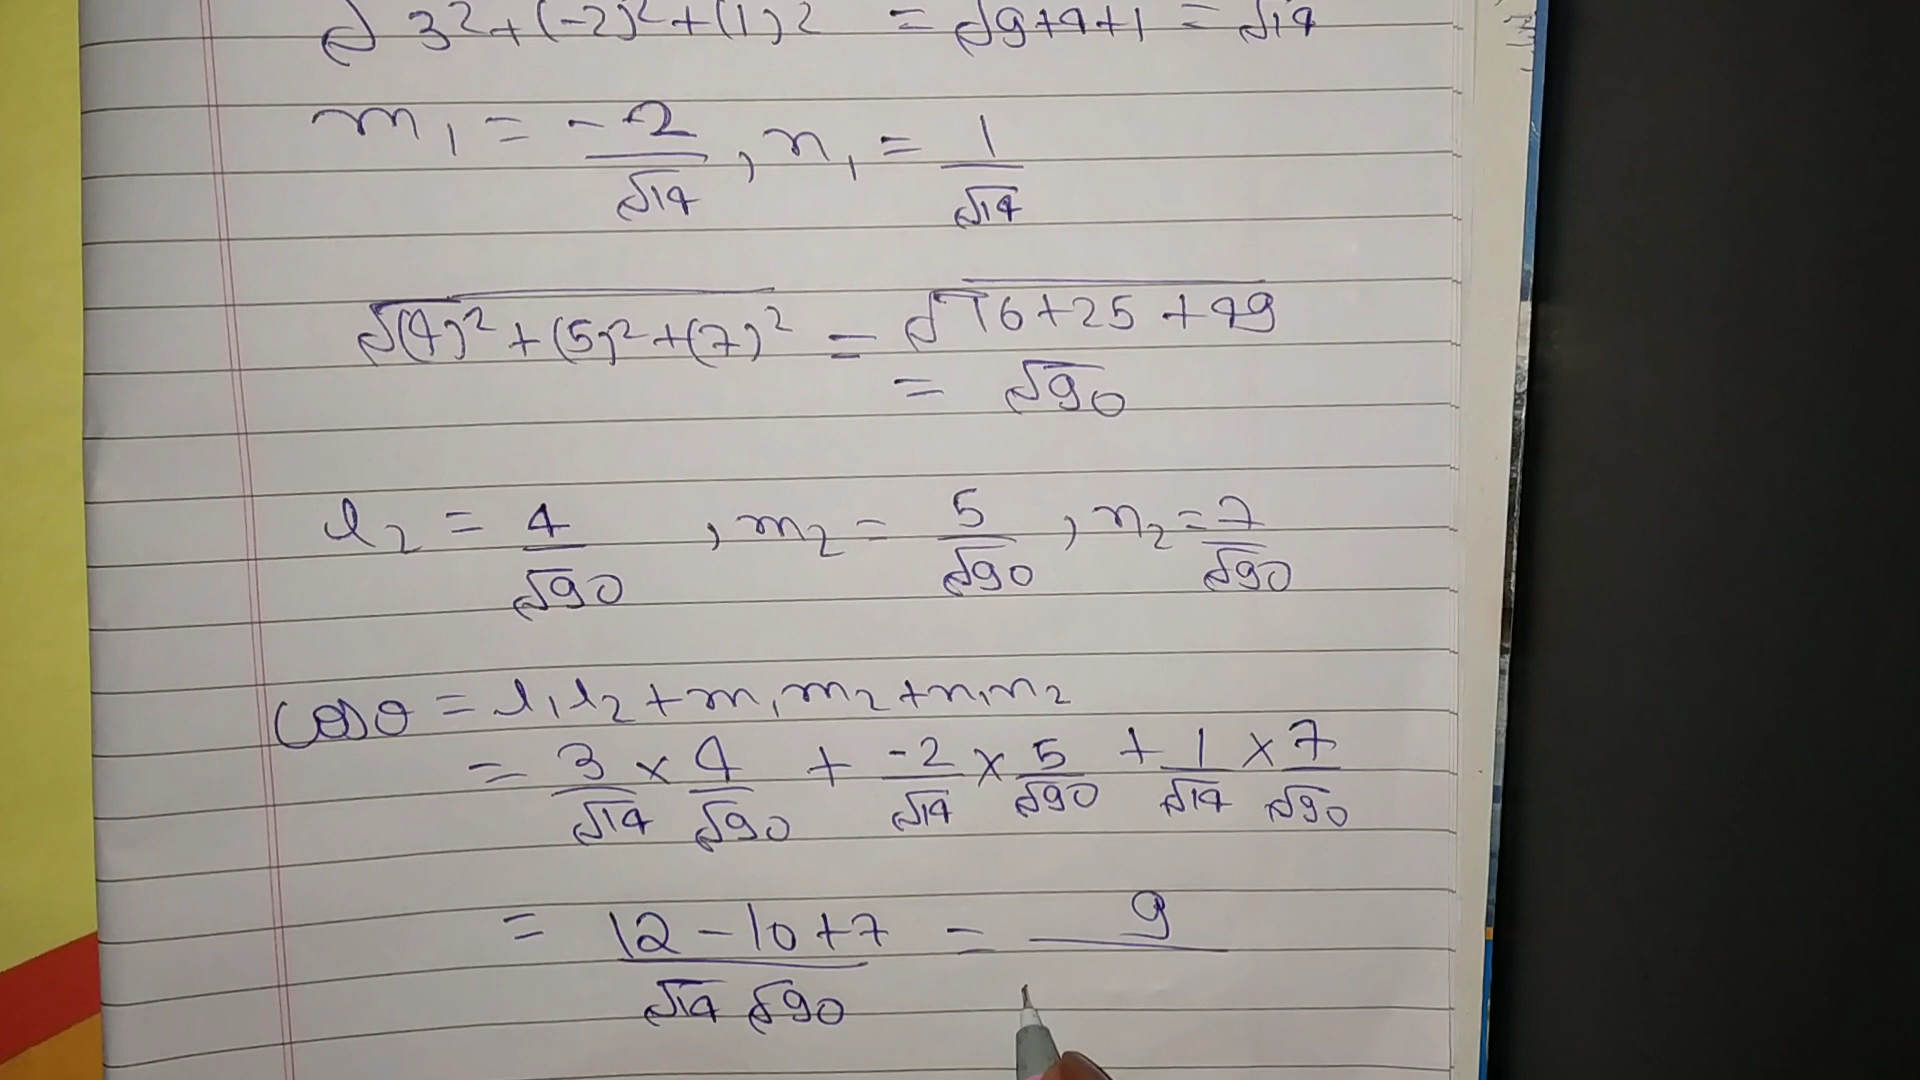 √3²+(-2)²+(1)² = √9+4+1 = √14
m₁ = -2/√14 , n₁ = 1/√14
√(4)²+(5)²+(7)² = √16+25+49
= √90
l₂ = 4/√90 , m₂ = 5/√90 , n₂ = 7/√90
cosθ = l₁l₂+m₁m₂+n₁n₂
= 3/√14 × 4/√90 + -2/√14 × 5/√90 + 1/√14 × 7/√90
= 12-10+7/√14 √90 = 9/